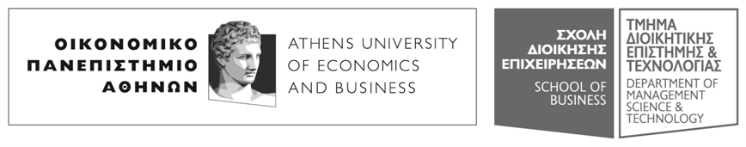 ΟΙΚΟΝΟΜΙΚΟ
ΠΑΝΕΠΙΣΤΗΜΙΟ
ΑΘΗΝΩΝ
ATHENS UNIVERSITY
OF ECONOMICS
AND BUSINESS
ΣΧΟΛΗ
ΔΙΟΙΚΗΣΗΣ
ΕΠΙΧΕΙΡΗΣΕΩΝ
SCHOOL OF
BUSINESS
ΤΜΗΜΑ
ΔΙΟΙΚΗΤΙΚΗΣ
ΕΠΙΣΤΗΜΗΣ &
ΤΕΧΝΟΛΟΓΙΑΣ
DEPARTMENT OF
MANAGEMENT
SCIENCE &
TECHNOLOGY